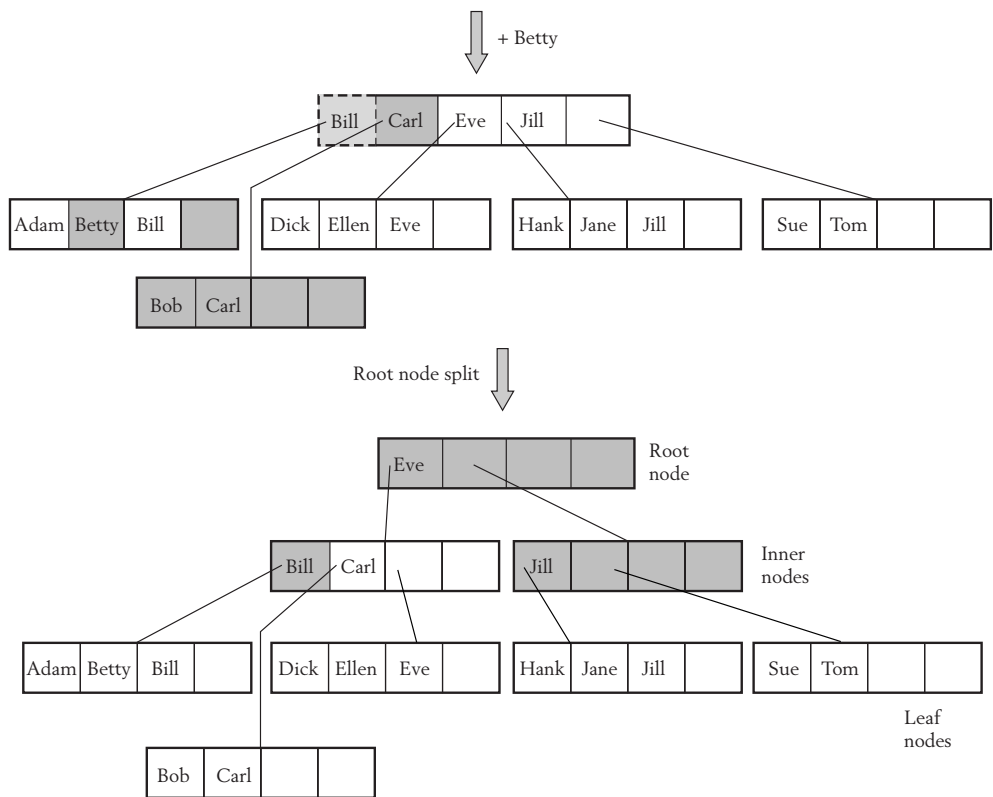 + Betty
Bill Carl Eve Jill
Adam Betty Bill
Dick Ellen Eve
Hank Jane Jill
Sue Tom
Bob Carl
Root node split
Eve
Root
node
Bill Carl
Jill
Inner
nodes
Adam Betty Bill
Dick Ellen Eve
Hank Jane Jill
Sue Tom
Leaf
nodes
Bob Carl